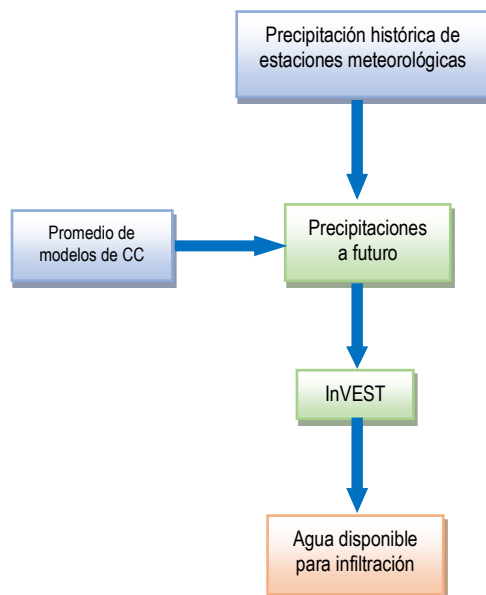 Precipitación histórica de
estaciones meteorológicas
Promedio de
modelos de CC
Precipitaciones
a futuro
InVEST
Agua disponible
para infiltración